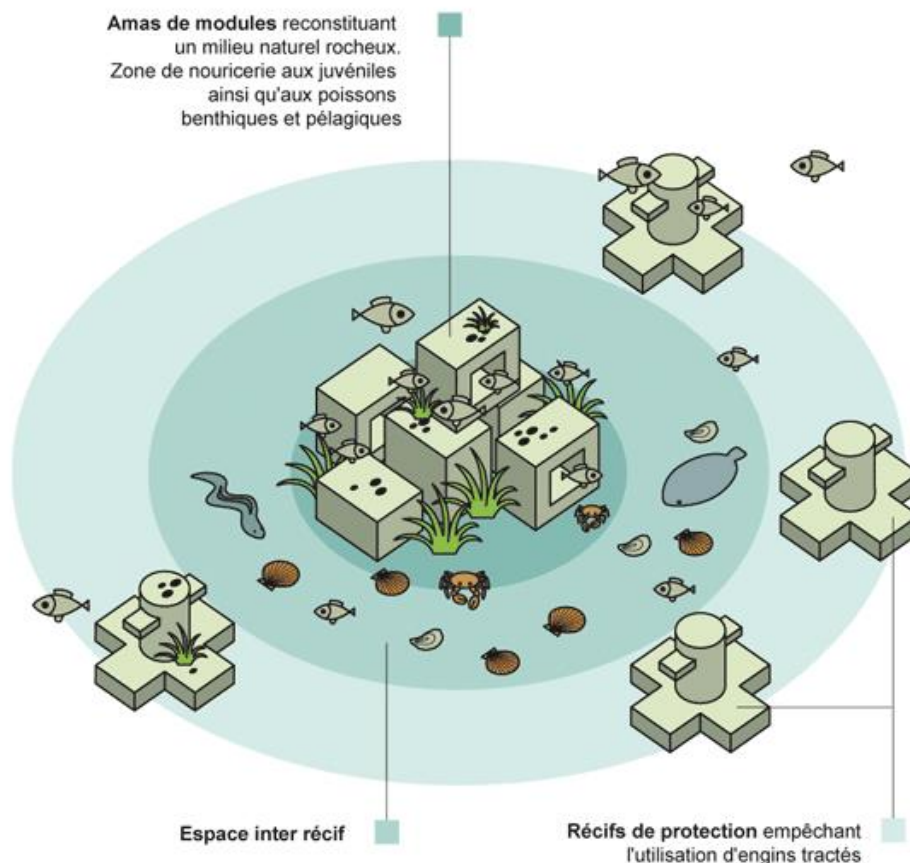 Amas de modules reconstituant
un milieu naturel rocheux.
Zone de nouricerie aux juvéniles
ainsi qu'aux poissons
benthiques et pélagiques
Espace inter récif
Récifs de protection empêchant
l'utilisation d'engins tractés